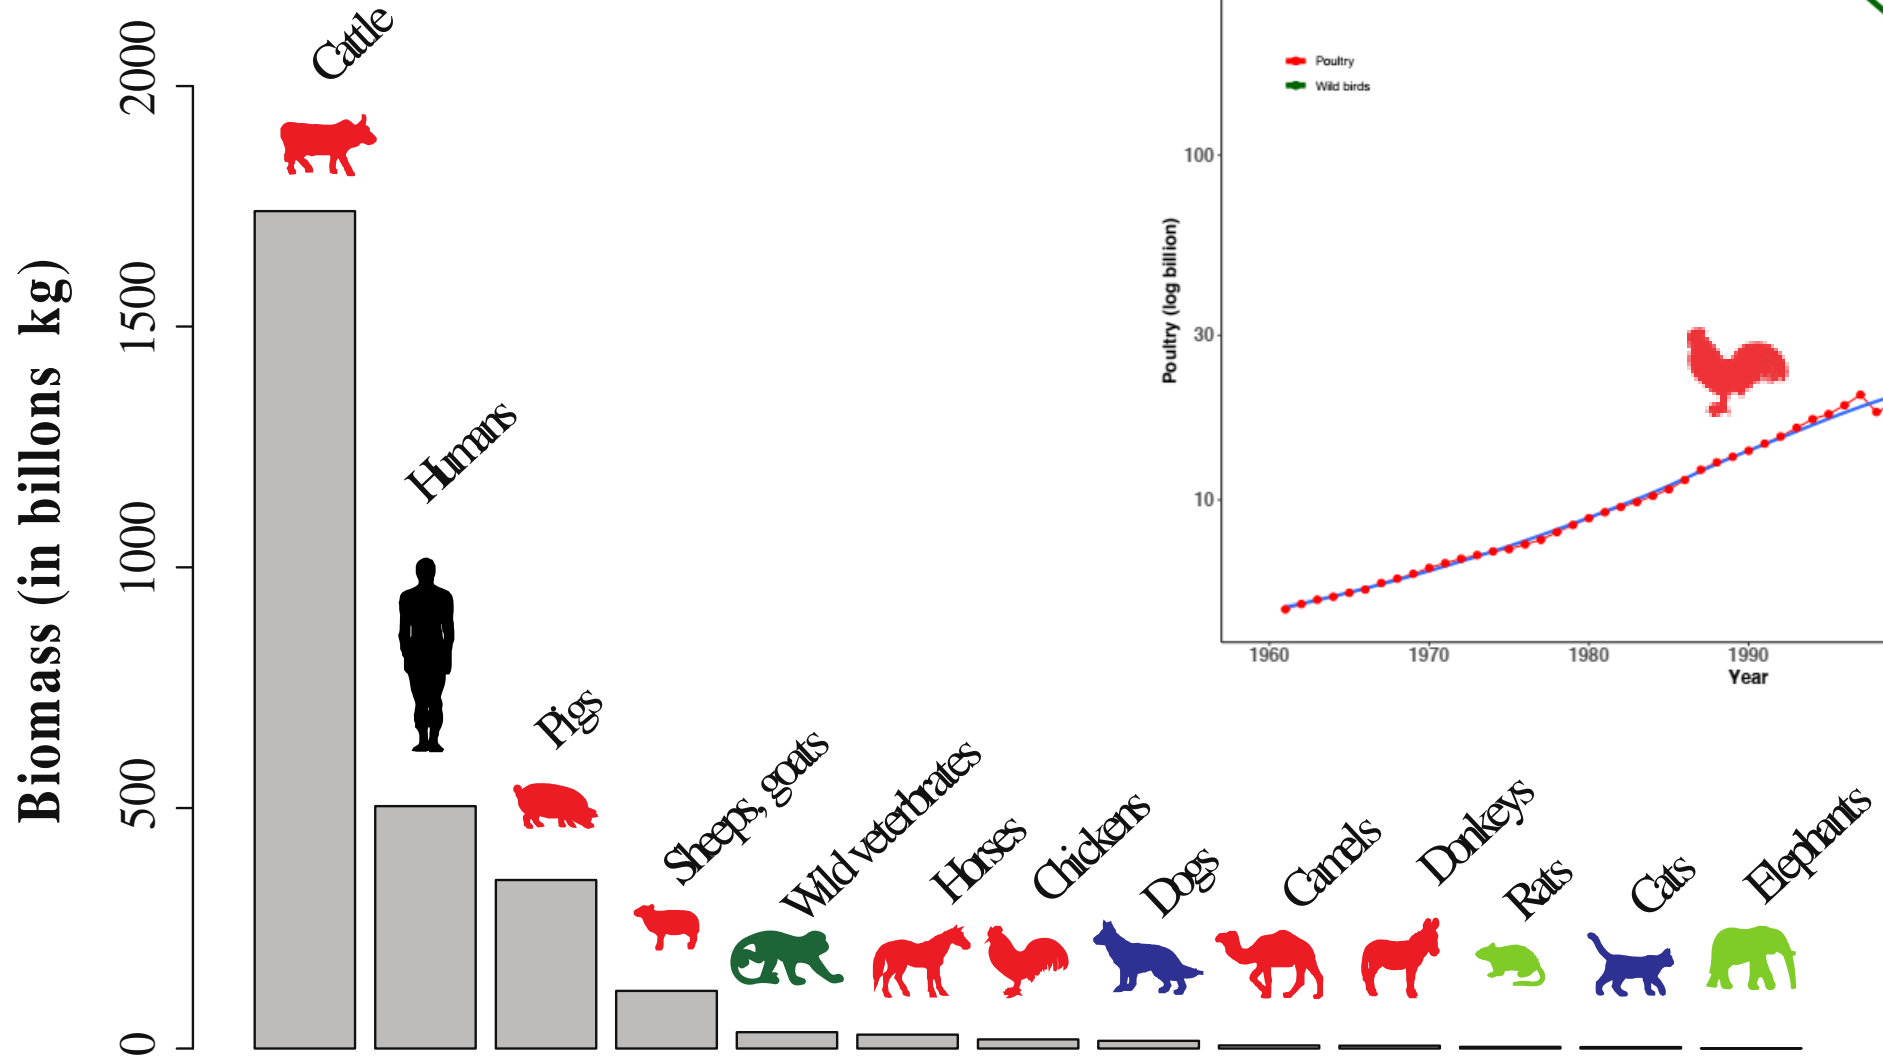 Biomass (in billons kg)
2000
1500
1000
500
0
Cattle
Humans
Pigs
Sheeps, goats
Wild veterbrates
Horses
Chickens
Dogs
Camels
Donkeys
Rats
Cats
Elephants
Poultry
Wild birds
Poultry (log billion)
100
30
10
1960
1970
1980
1990
Year